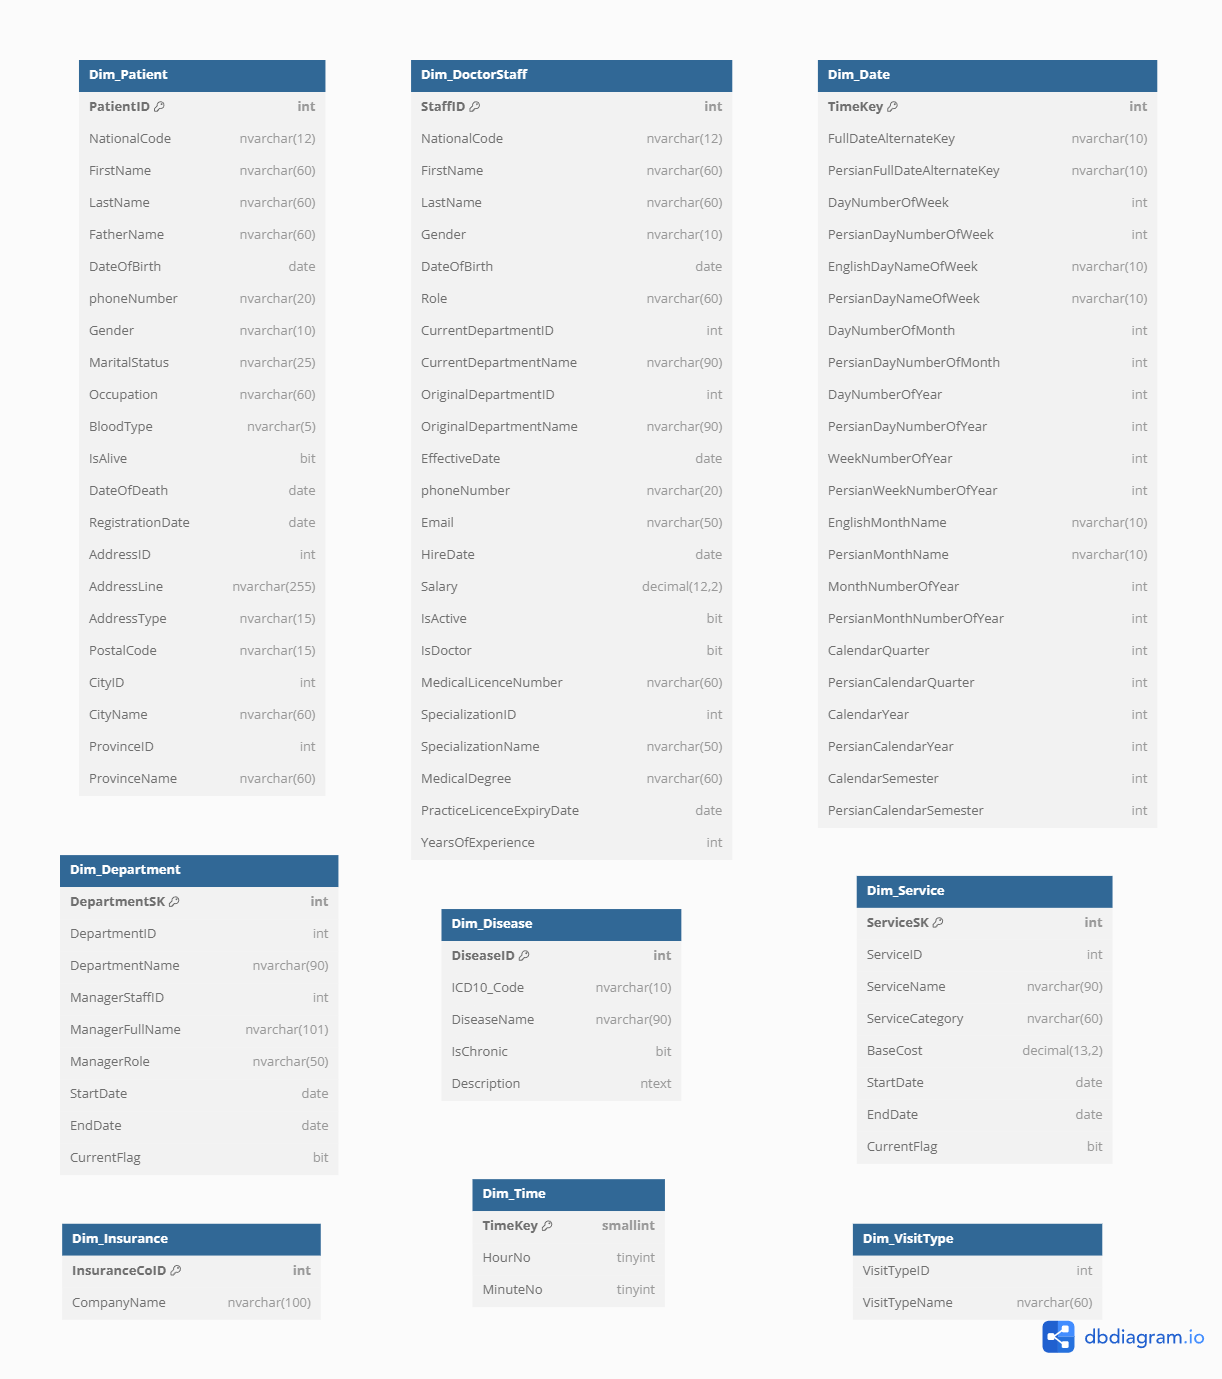 Dim_Patient
PatientID int
NationalCode nvarchar(12)
FirstName nvarchar(60)
LastName nvarchar(60)
FatherName nvarchar(60)
DateOfBirth date
phoneNumber nvarchar(20)
Gender nvarchar(10)
MaritalStatus nvarchar(25)
Occupation nvarchar(60)
BloodType nvarchar(5)
IsAlive bit
DateOfDeath date
RegistrationDate date
AddressID int
AddressLine nvarchar(255)
AddressType nvarchar(15)
PostalCode nvarchar(15)
CityID int
CityName nvarchar(60)
ProvinceID int
ProvinceName nvarchar(60)
Dim_DoctorStaff
StaffID int
NationalCode nvarchar(12)
FirstName nvarchar(60)
LastName nvarchar(60)
Gender nvarchar(10)
DateOfBirth date
Role nvarchar(60)
CurrentDepartmentID int
CurrentDepartmentName nvarchar(90)
OriginalDepartmentID int
OriginalDepartmentName nvarchar(90)
EffectiveDate date
phoneNumber nvarchar(20)
Email nvarchar(50)
HireDate date
Salary decimal(12,2)
IsActive bit
IsDoctor bit
MedicalLicenceNumber nvarchar(60)
SpecializationID int
SpecializationName nvarchar(50)
MedicalDegree nvarchar(60)
PracticeLicenceExpiryDate date
YearsOfExperience int
Dim_Date
TimeKey int
FullDateAlternateKey nvarchar(10)
PersianFullDateAlternateKey nvarchar(10)
DayNumberOfWeek int
PersianDayNumberOfWeek int
EnglishDayNameOfWeek nvarchar(10)
PersianDayNameOfWeek nvarchar(10)
DayNumberOfMonth int
PersianDayNumberOfMonth int
DayNumberOfYear int
PersianDayNumberOfYear int
WeekNumberOfYear int
PersianWeekNumberOfYear int
EnglishMonthName nvarchar(10)
PersianMonthName nvarchar(10)
MonthNumberOfYear int
PersianMonthNumberOfYear int
CalendarQuarter int
PersianCalendarQuarter int
CalendarYear int
PersianCalendarYear int
CalendarSemester int
PersianCalendarSemester int
Dim_Department
DepartmentSK int
DepartmentID int
DepartmentName nvarchar(90)
ManagerStaffID int
ManagerFullName nvarchar(101)
ManagerRole nvarchar(50)
StartDate date
EndDate date
CurrentFlag bit
Dim_Disease
DiseaseID int
ICD10_Code nvarchar(10)
DiseaseName nvarchar(90)
IsChronic bit
Description ntext
Dim_Service
ServiceSK int
ServiceID int
ServiceName nvarchar(90)
ServiceCategory nvarchar(60)
BaseCost decimal(13,2)
StartDate date
EndDate date
CurrentFlag bit
Dim_Insurance
InsuranceCoID int
CompanyName nvarchar(100)
Dim_Time
TimeKey smallint
HourNo tinyint
MinuteNo tinyint
Dim_VisitType
VisitTypeID int
VisitTypeName nvarchar(60)
dbdiagram.io